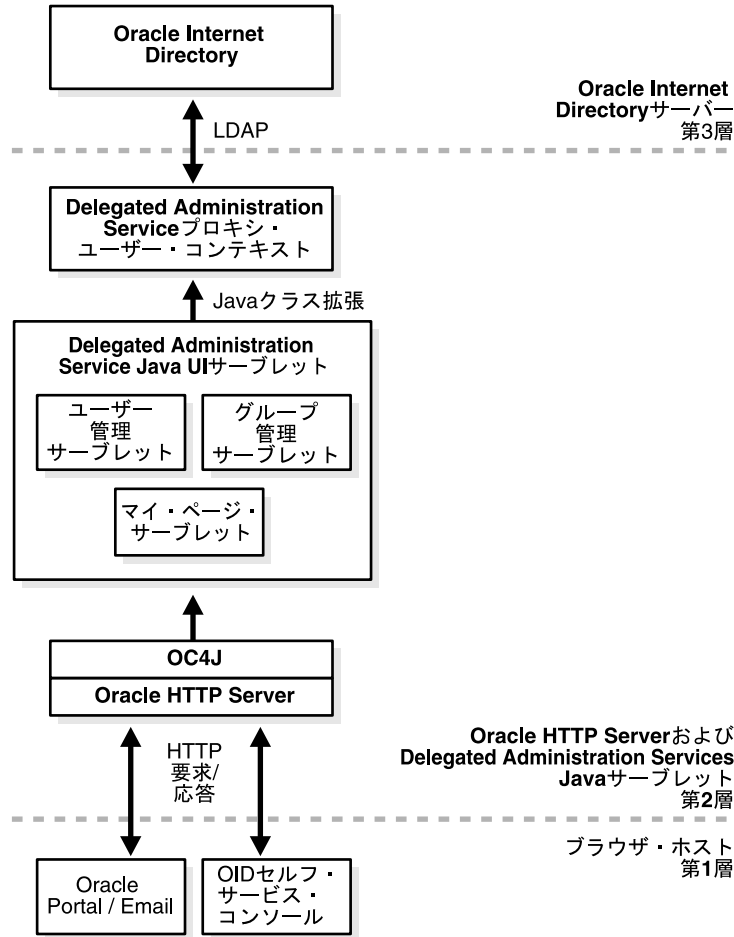 Oracle Internet
Directory
Oracle Internet
Directoryサーバー
第3層
LDAP
Delegated Administration
Serviceプロキシ・
ユーザー・コンテキスト
Javaクラス拡張
Delegated Administration
Service Java UIサーブレット
ユーザー
管理
サーブレット
グループ
管理
サーブレット
マイ・ページ・
サーブレット
OC4J
Oracle HTTP Server
HTTP
要求/
応答
Oracle HTTP Serverおよび
Delegated Administration Services
Javaサーブレット
第2層
ブラウザ・ホスト
第1層
Oracle
Portal / Email
OIDセルフ・
サービス・
コンソール